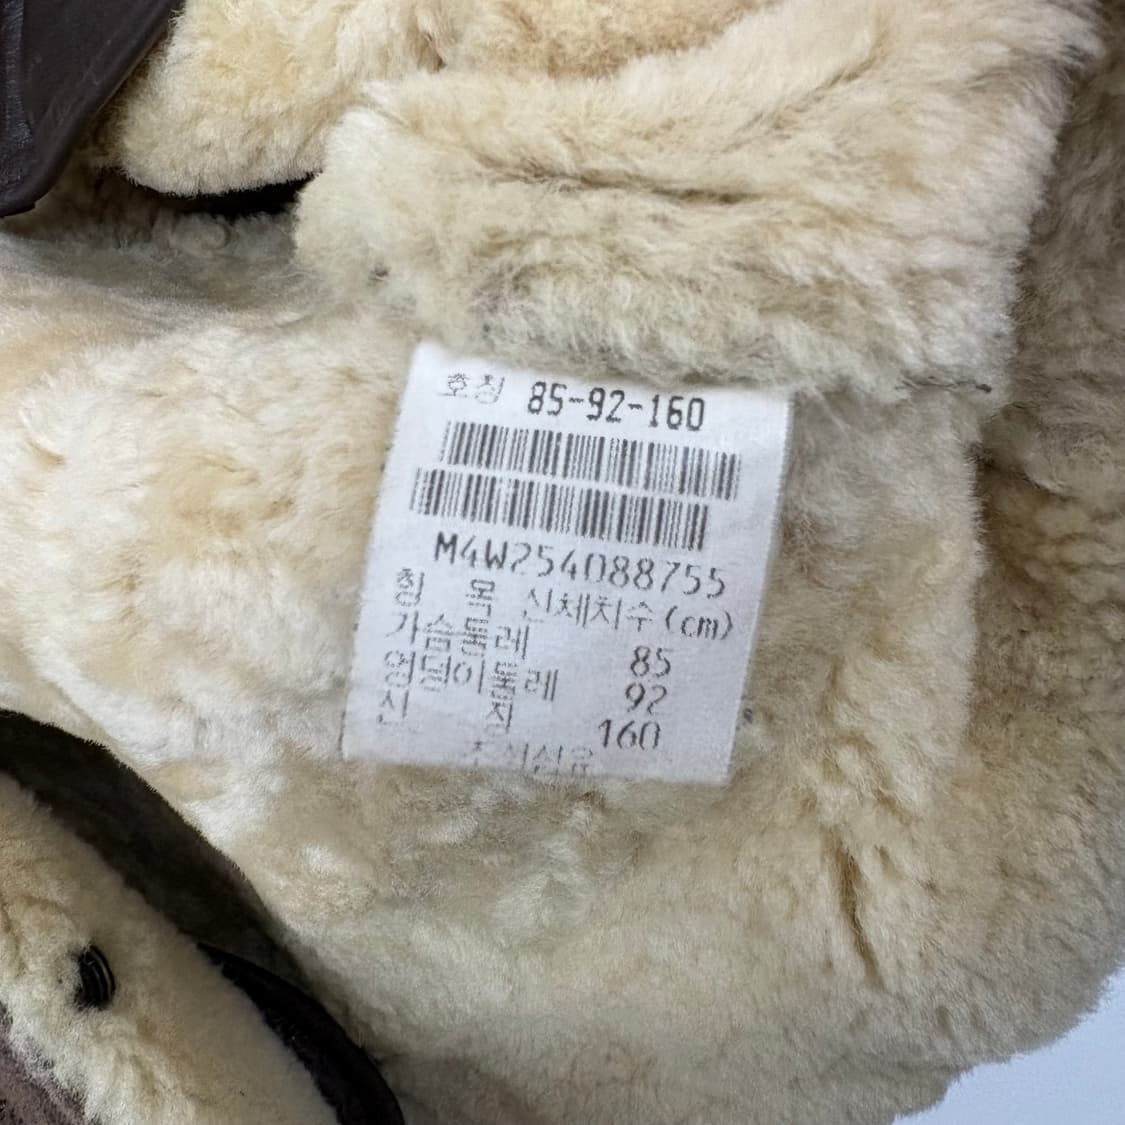 호칭 85-92-160
M4W254088755
항 목 신체치수(cm)
가슴둘레 85
엉덩이둘레 92
신 장 160